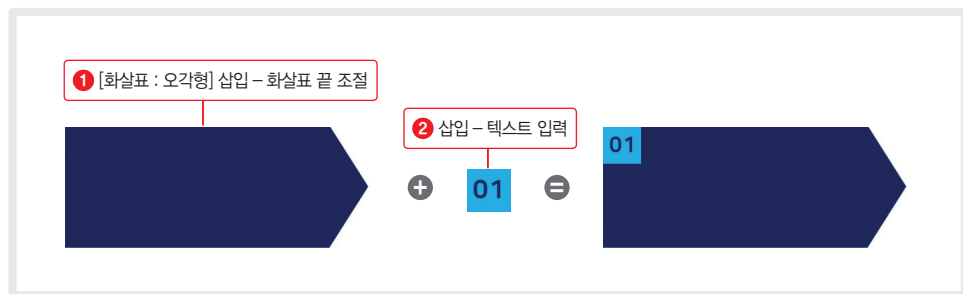 1 [화살표 : 오각형] 삽입 – 화살표 끝 조절
2 삽입 – 텍스트 입력
01
+ 01 =